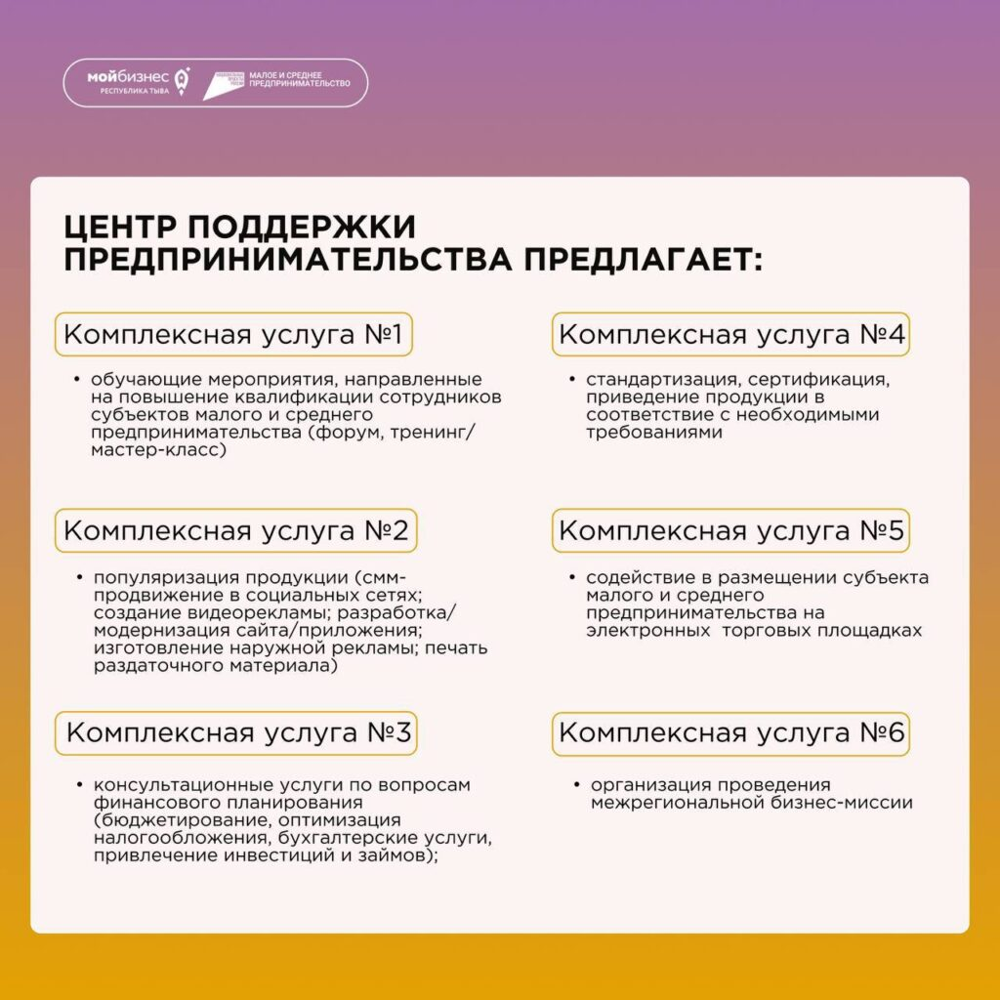 мойбизнес
РЕСПУБЛИКА ТЫВА
НАЦИОНАЛЬНЫЕ
ПРОЕКТЫ
РОССИИ
МАЛОЕ И СРЕДНЕЕ
ПРЕДПРИНИМАТЕЛЬСТВО
ЦЕНТР ПОДДЕРЖКИ
ПРЕДПРИНИМАТЕЛЬСТВА ПРЕДЛАГАЕТ:
Комплексная услуга №1
• обучающие мероприятия, направленные
на повышение квалификации сотрудников
субъектов малого и среднего
предпринимательства (форум, тренинг/
мастер-класс)
Комплексная услуга №2
• популяризация продукции (смм-
продвижение в социальных сетях;
создание видеорекламы; разработка/
модернизация сайта/приложения;
изготовление наружной рекламы; печать
раздаточного материала)
Комплексная услуга №3
• консультационные услуги по вопросам
финансового планирования
(бюджетирование, оптимизация
налогообложения, бухгалтерские услуги,
привлечение инвестиций и займов);
Комплексная услуга №4
• стандартизация, сертификация,
приведение продукции в
соответствие с необходимыми
требованиями
Комплексная услуга №5
• содействие в размещении субъекта
малого и среднего
предпринимательства на
электронных  торговых площадках
Комплексная услуга №6
• организация проведения
межрегиональной бизнес-миссии